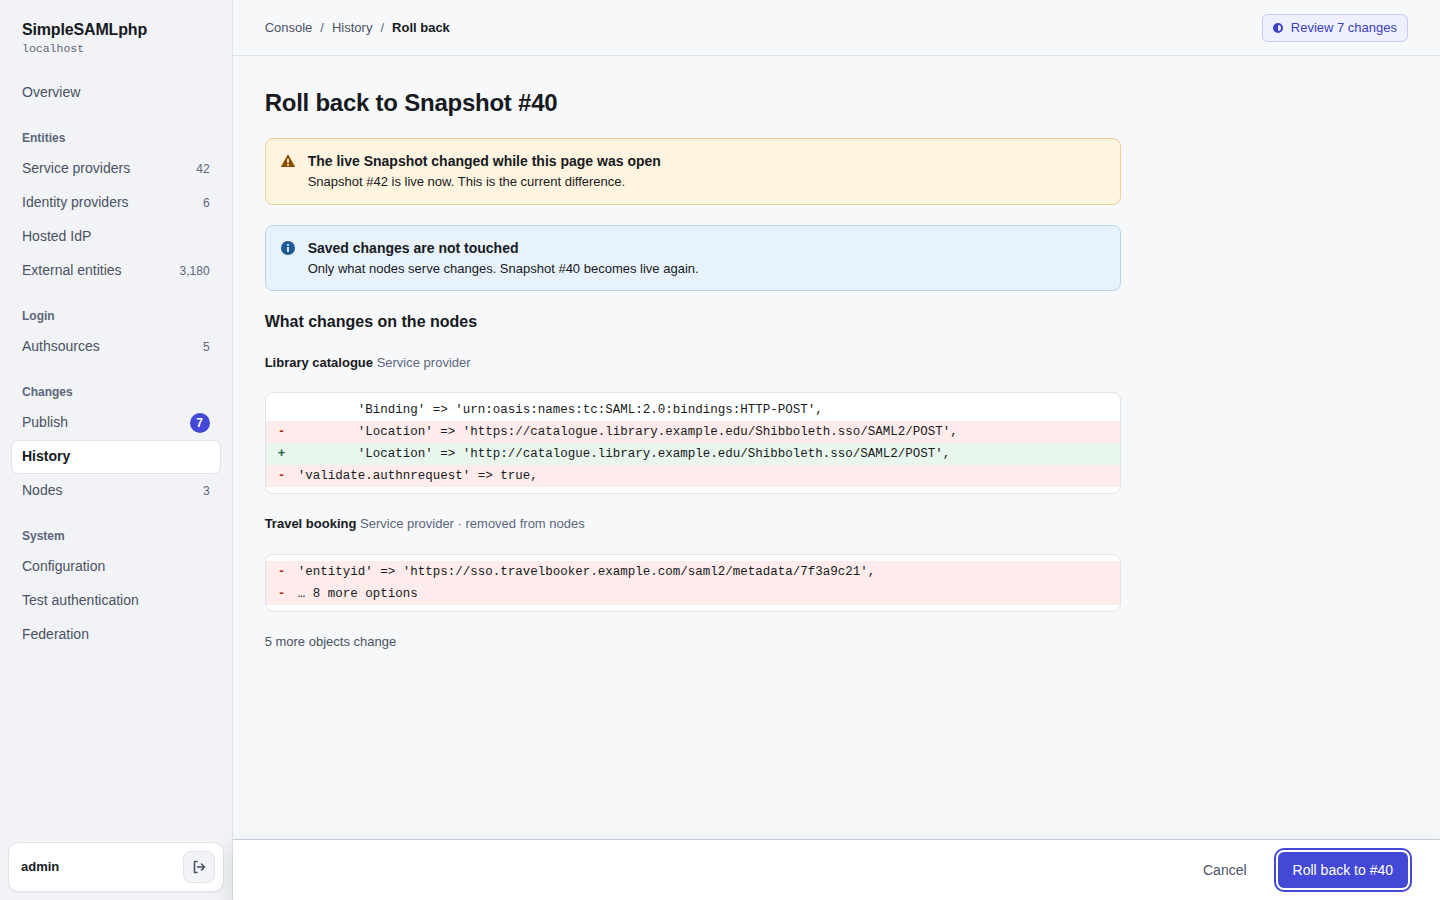 SimpleSAMLphp
localhost
Overview
Entities
Service providers 42
Identity providers 6
Hosted IdP
External entities 3,180
Login
Authsources 5
Changes
Publish 7
History
Nodes 3
System
Configuration
Test authentication
Federation
admin
Console / History / Roll back
Review 7 changes
Roll back to Snapshot #40
The live Snapshot changed while this page was open
Snapshot #42 is live now. This is the current difference.
Saved changes are not touched
Only what nodes serve changes. Snapshot #40 becomes live again.
What changes on the nodes
Library catalogue Service provider
'Binding' => 'urn:oasis:names:tc:SAML:2.0:bindings:HTTP-POST',
- 'Location' => 'https://catalogue.library.example.edu/Shibboleth.sso/SAML2/POST',
+ 'Location' => 'http://catalogue.library.example.edu/Shibboleth.sso/SAML2/POST',
- 'validate.authnrequest' => true,
Travel booking Service provider · removed from nodes
- 'entityid' => 'https://sso.travelbooker.example.com/saml2/metadata/7f3a9c21',
- … 8 more options
5 more objects change
Cancel
Roll back to #40